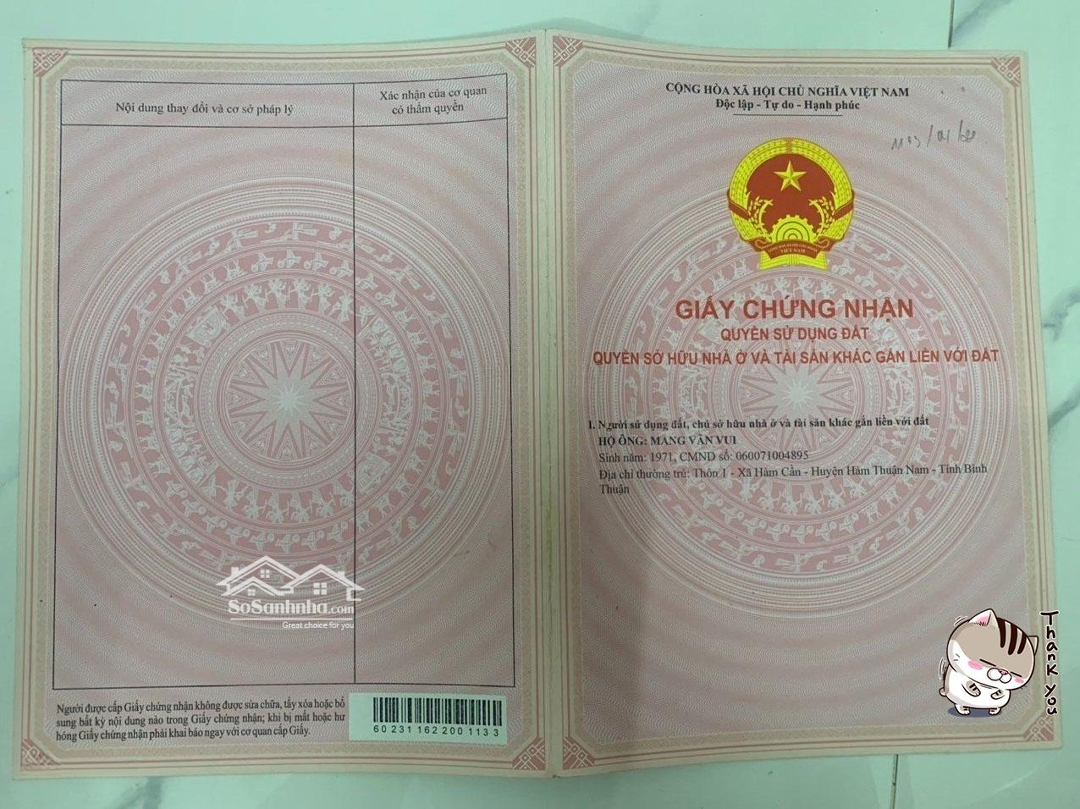 Nội dung thay đổi và cơ sở pháp lý
Xác nhận của cơ quan
có thẩm quyền
SoSanhnha.com
Great choice for you
Người được cấp Giấy chứng nhận không được sửa chữa, tẩy xóa hoặc bổ
sung bất kỳ nội dung nào trong Giấy chứng nhận; khi bị mất hoặc hư
hỏng Giấy chứng nhận phải khai báo ngay với cơ quan cấp Giấy.
6023116220011​33
CỘNG HÒA XÃ HỘI CHỦ NGHĨA VIỆT NAM
Độc lập - Tự do - Hạnh phúc
VIỆT NAM
GIẤY CHỨNG NHẬN
QUYỀN SỬ DỤNG ĐẤT
QUYỀN SỞ HỮU NHÀ Ở VÀ TÀI SẢN KHÁC GẮN LIỀN VỚI ĐẤT
I. Người sử dụng đất, chủ sở hữu nhà ở và tài sản khác gắn liền với đất
HỘ ÔNG: MANG VĂN VUI
Sinh năm: 1971, CMND số: 060071004895
Địa chỉ thường trú: Thôn 1 - Xã Hàm Cần - Huyện Hàm Thuận Nam - Tỉnh Bình
Thuận
Thank You